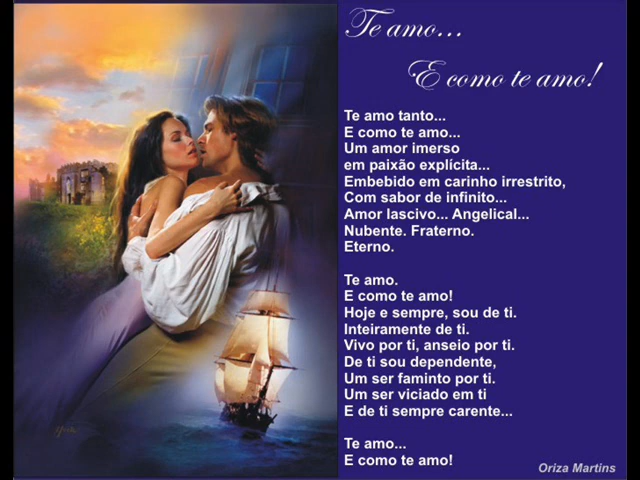 Te amo...
E como te amo!
Te amo tanto...
E como te amo...
Um amor imerso
em paixão explícita...
Embebido em carinho irrestrito,
Com sabor de infinito...
Amor lascivo... Angelical...
Nubente. Fraterno.
Eterno.
Te amo.
E como te amo!
Hoje e sempre, sou de ti.
Inteiramente de ti.
Vivo por ti, anseio por ti.
De ti sou dependente,
Um ser faminto por ti.
Um ser viciado em ti
E de ti sempre carente...
Te amo...
E como te amo!
Oriza Martins